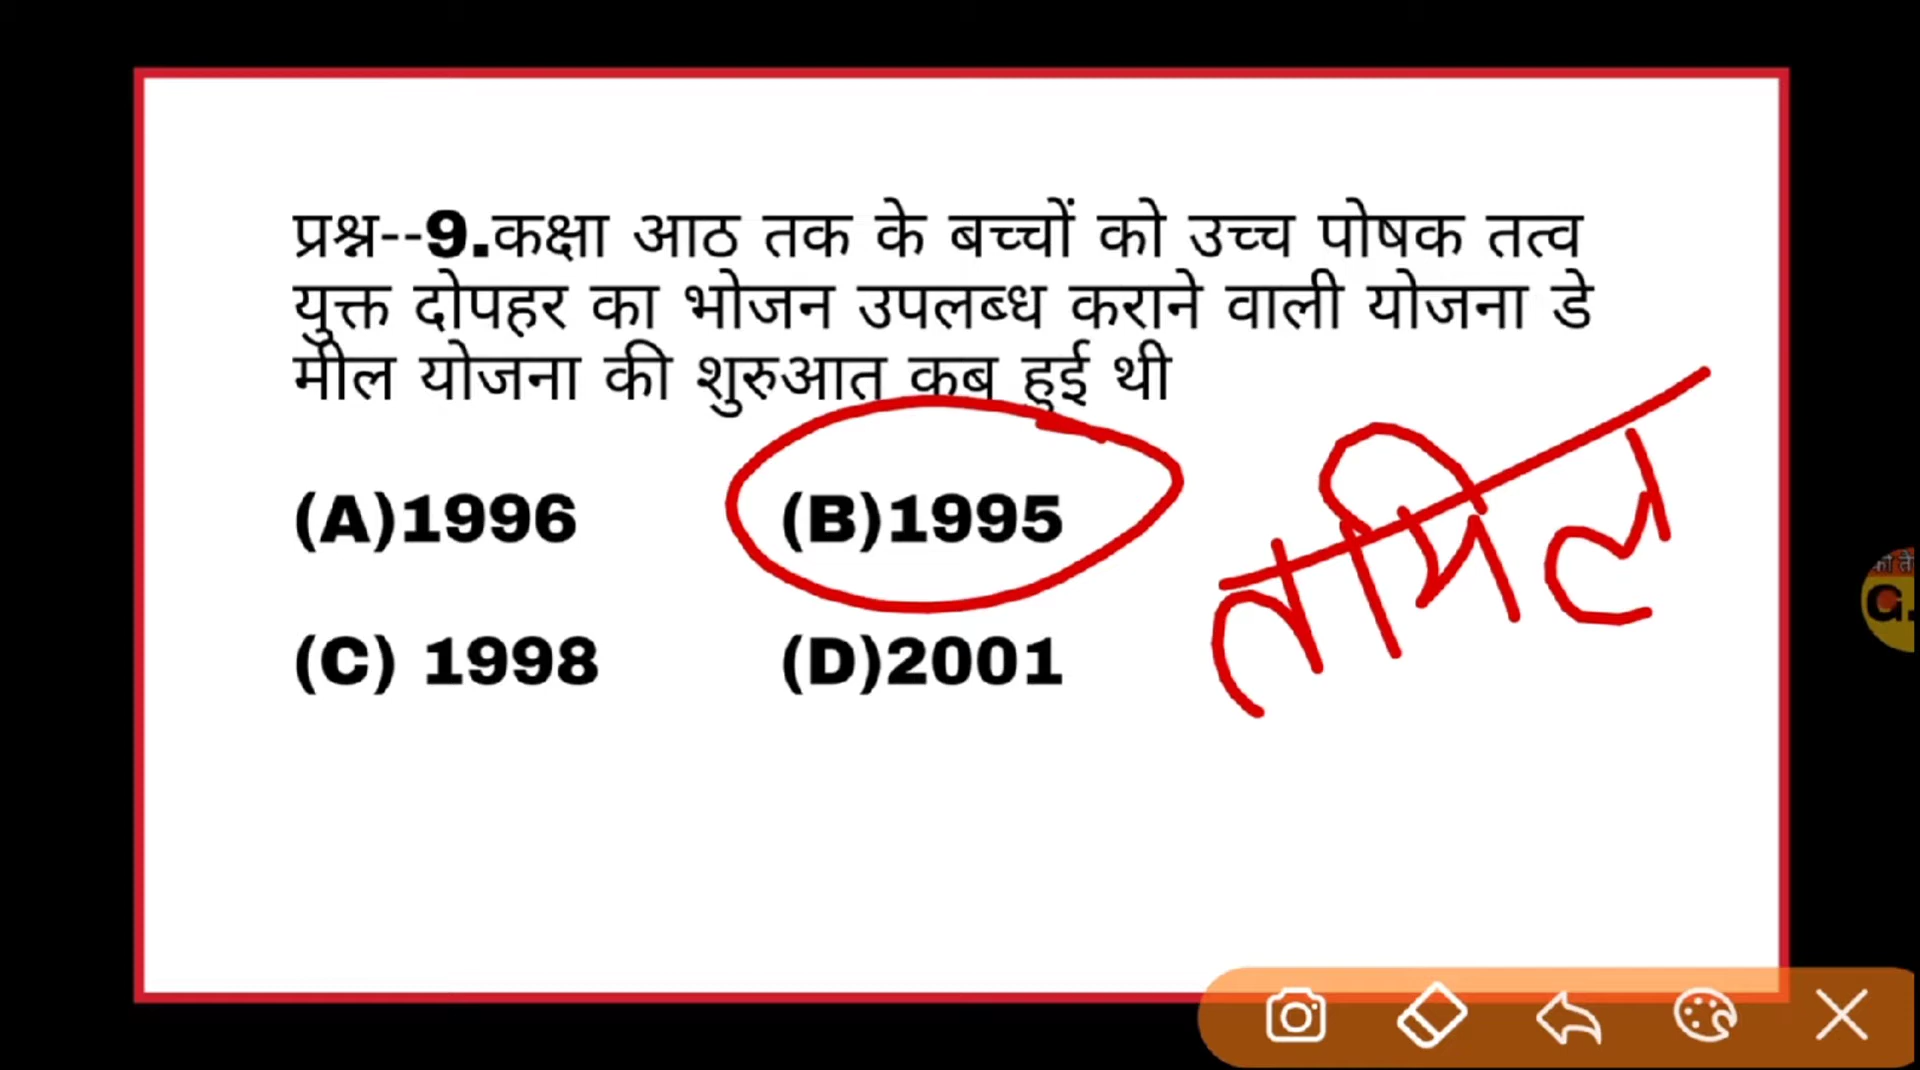 प्रश्न--9.कक्षा आठ तक के बच्चों को उच्च पोषक तत्व
युक्त दोपहर का भोजन उपलब्ध कराने वाली योजना डे
मील योजना की शुरुआत कब हुई थी
(A)1996 (B)1995
तमिल
(C) 1998 (D)2001